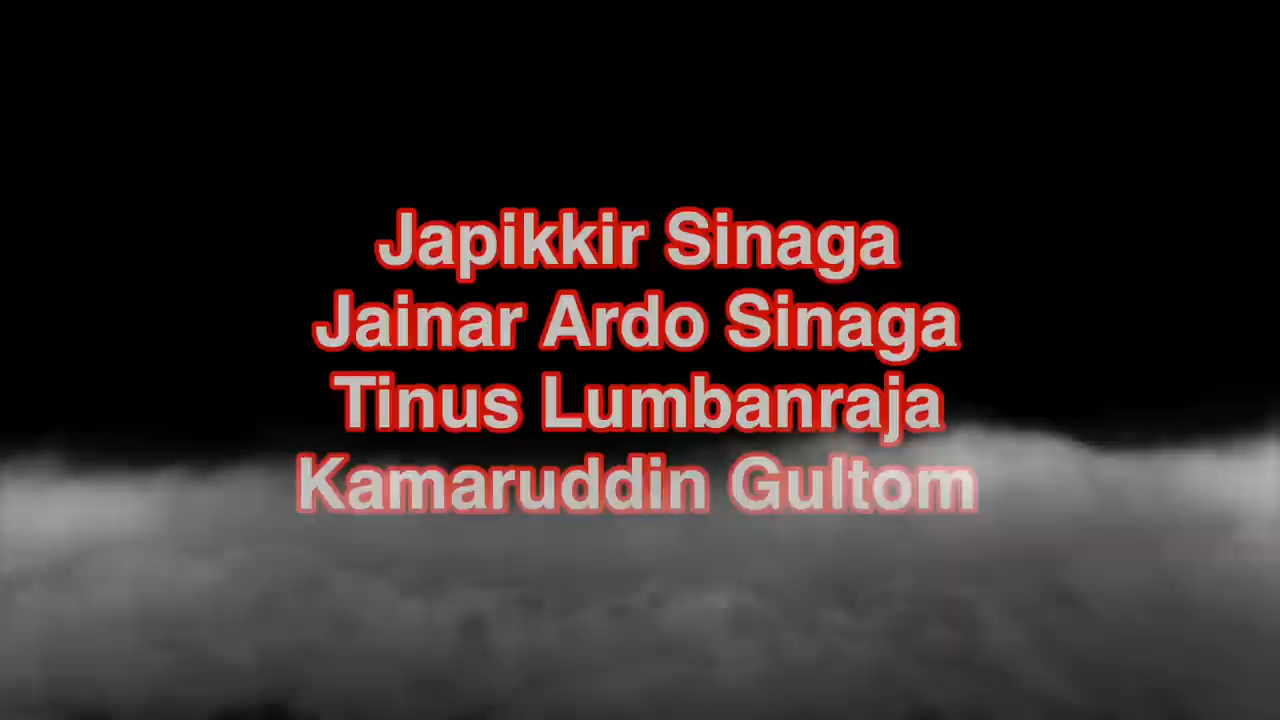 Japikkir Sinaga
Jainar Ardo Sinaga
Tinus Lumbanraja
Kamaruddin Gultom